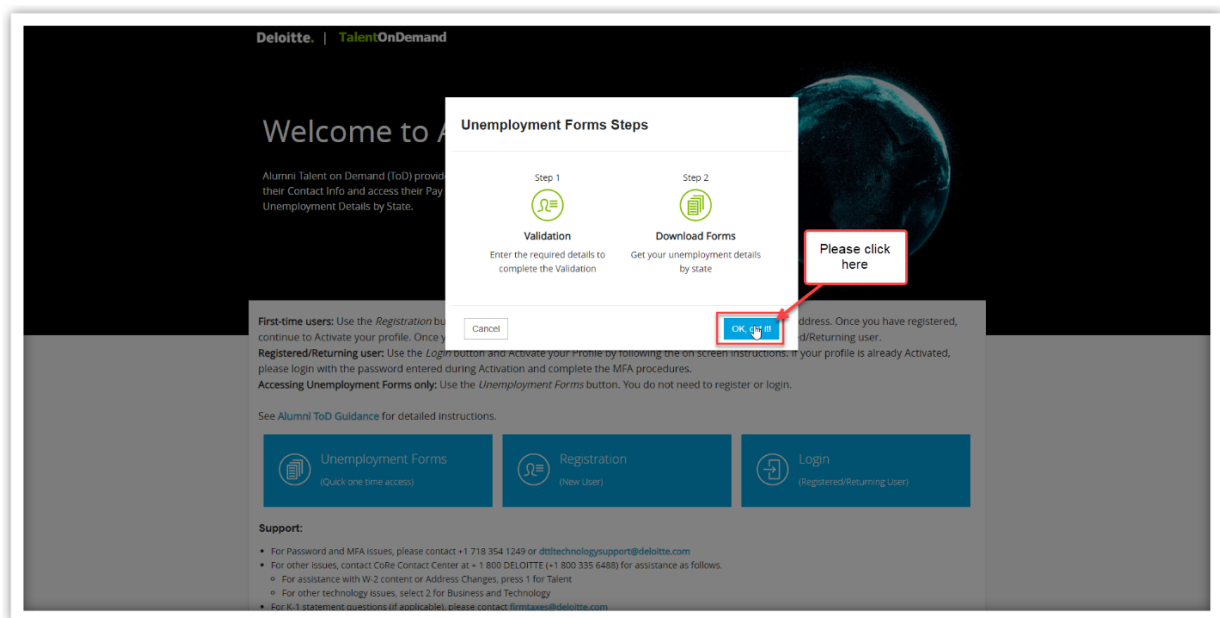 Deloitte. | TalentOnDemand
Welcome to
Alumni Talent on Demand (ToD)
their Contact Info and access their Pay
Unemployment Details by State.
Unemployment Forms Steps
Step 1
Validation
Enter the required details to
complete the Validation
Step 2
Download Forms
Get your unemployment details
by state
Please click
here
Cancel
OK, got it!
First-time users: Use the Registration
ddress. Once you have registered,
continue to Activate your profile. Once
d/Returning user.
Registered/Returning user: Use the Login button and Activate your Profile by following the on screen instructions. If your profile is already Activated,
please login with the password entered during Activation and complete the MFA procedures.
Accessing Unemployment Forms only: Use the Unemployment Forms button. You do not need to register or login.
See Alumni ToD Guidance for detailed instructions.
Unemployment Forms
(Quick one time access)
Registration
(New User)
Login
(Registered/Returning User)
Support:
• For Password and MFA issues, please contact +1 718 354 1249 or dttltechnologysupport@deloitte.com
• For other issues, contact CoRe Contact Center at + 1 800 DELOITTE (+1 800 335 6488) for assistance as follows.
For assistance with W-2 content or Address Changes, press 1 for Talent
For other technology issues, select 2 for Business and Technology
• For K-1 statement questions (if applicable), please contact firmtaxes@deloitte.com